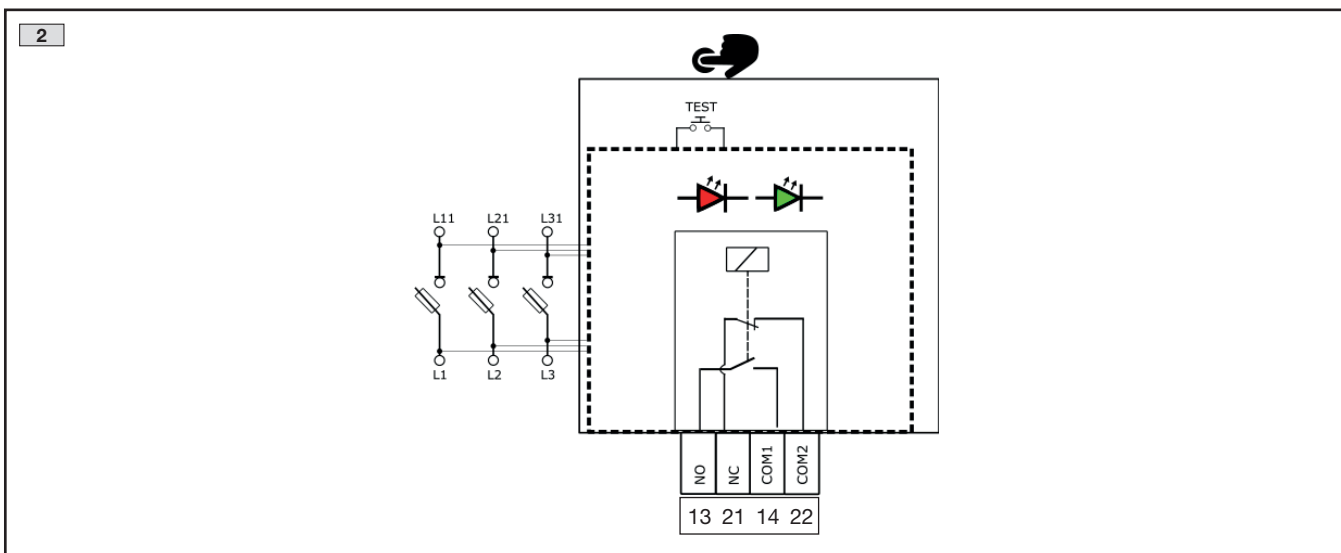 2
TEST
L11 L21 L31
L1 L2 L3
NO NC COM1 COM2
13 21 14 22